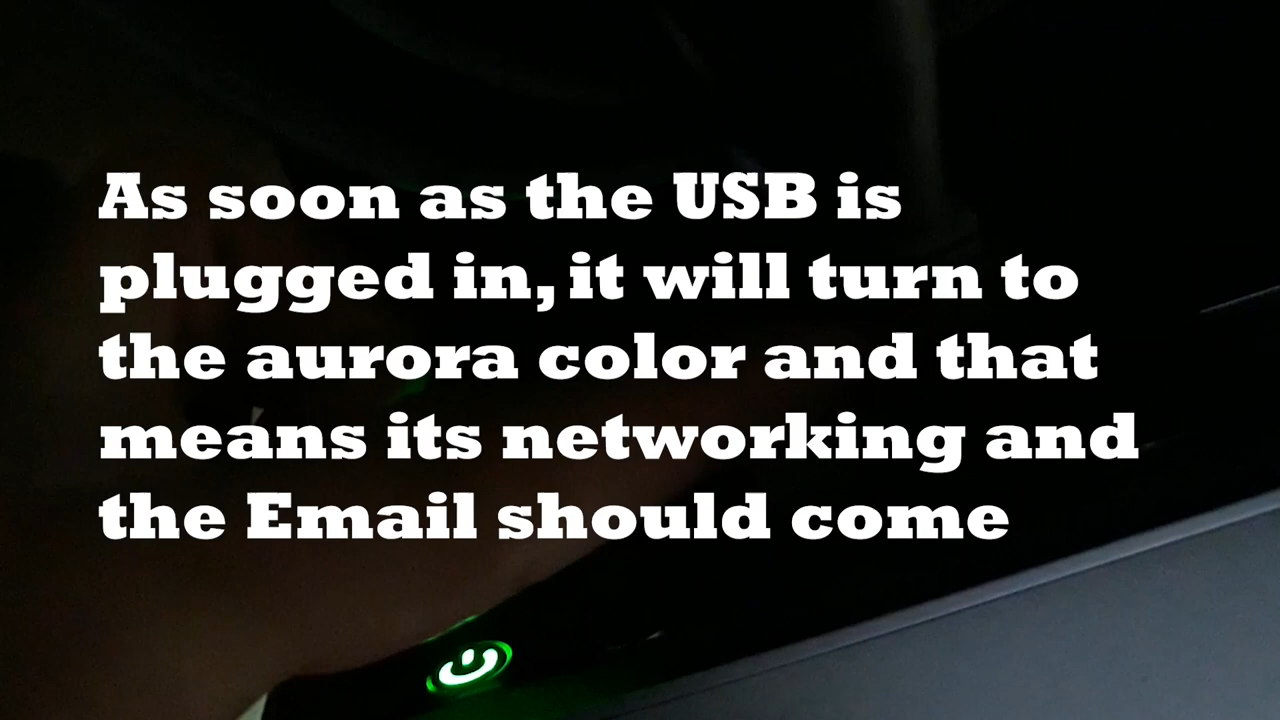 As soon as the USB is
plugged in, it will turn to
the aurora color and that
means its networking and
the Email should come